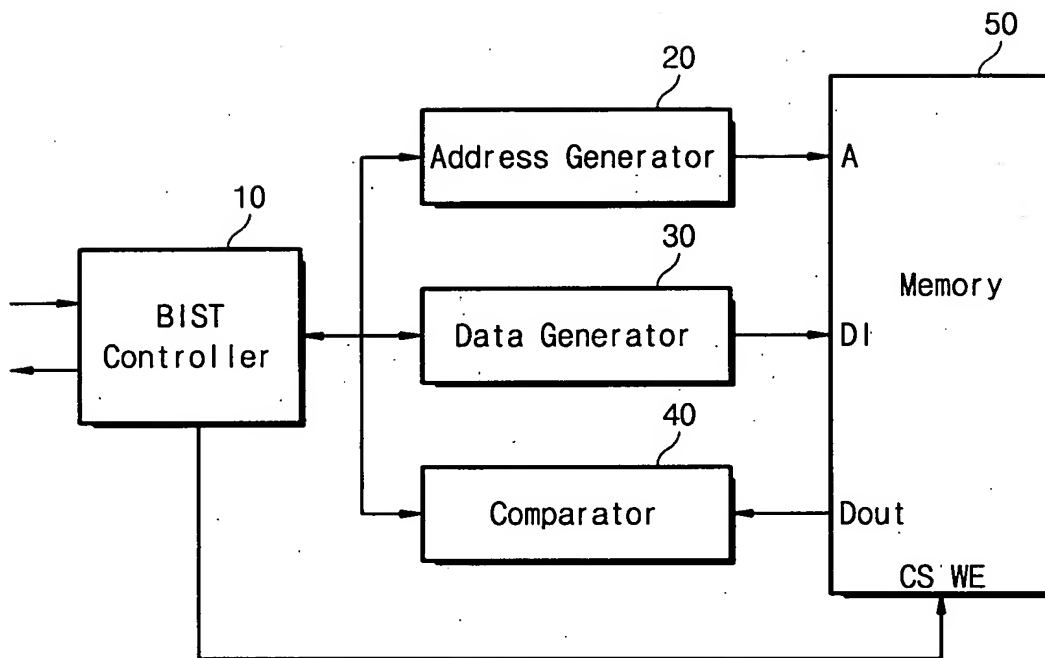 50
20
Address Generator
A
10
30
BIST
Controller
Data Generator
Memory
DI
40
Comparator
Dout
CS WE